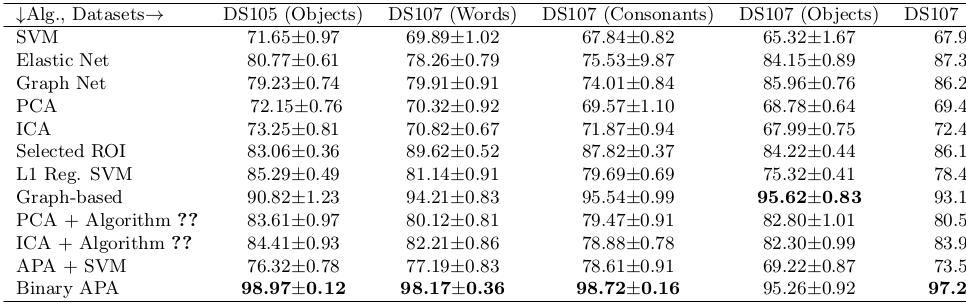 ↓Alg., Datasets→ DS105 (Objects) DS107 (Words) DS107 (Consonants) DS107 (Objects) DS107
SVM 71.65±0.97 69.89±1.02 67.84±0.82 65.32±1.67 67.9
Elastic Net 80.77±0.61 78.26±0.79 75.53±9.87 84.15±0.89 87.3
Graph Net 79.23±0.74 79.91±0.91 74.01±0.84 85.96±0.76 86.2
PCA 72.15±0.76 70.32±0.92 69.57±1.10 68.78±0.64 69.4
ICA 73.25±0.81 70.82±0.67 71.87±0.94 67.99±0.75 72.4
Selected ROI 83.06±0.36 89.62±0.52 87.82±0.37 84.22±0.44 86.1
L1 Reg. SVM 85.29±0.49 81.14±0.91 79.69±0.69 75.32±0.41 78.4
Graph-based 90.82±1.23 94.21±0.83 95.54±0.99 95.62±0.83 93.1
PCA + Algorithm ?? 83.61±0.97 80.12±0.81 79.47±0.91 82.80±1.01 80.5
ICA + Algorithm ?? 84.41±0.93 82.21±0.86 78.88±0.78 82.30±0.99 83.9
APA + SVM 76.32±0.78 77.19±0.83 78.61±0.91 69.22±0.87 73.5
Binary APA 98.97±0.12 98.17±0.36 98.72±0.16 95.26±0.92 97.2